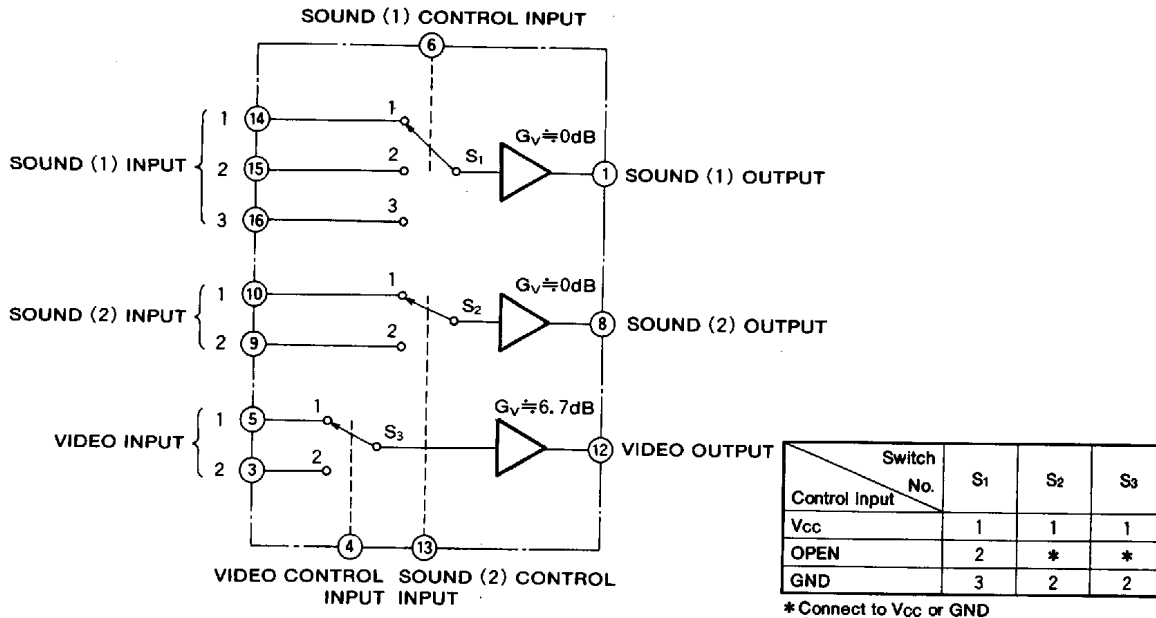 SOUND (1) CONTROL INPUT
6
1 14 1
SOUND (1) INPUT 2 15 2 S1 Gv≒0dB 1 SOUND (1) OUTPUT
3 16 3
1 10 1
SOUND (2) INPUT S2 Gv≒0dB 8 SOUND (2) OUTPUT
2 9 2
1 5 1
VIDEO INPUT S3 Gv≒6.7dB 12 VIDEO OUTPUT
2 3 2
4 13
VIDEO CONTROL SOUND (2) CONTROL
INPUT INPUT
Switch
No. S1 S2 S3
Control Input
Vcc 1 1 1
OPEN 2 * *
GND 3 2 2
* Connect to Vcc or GND